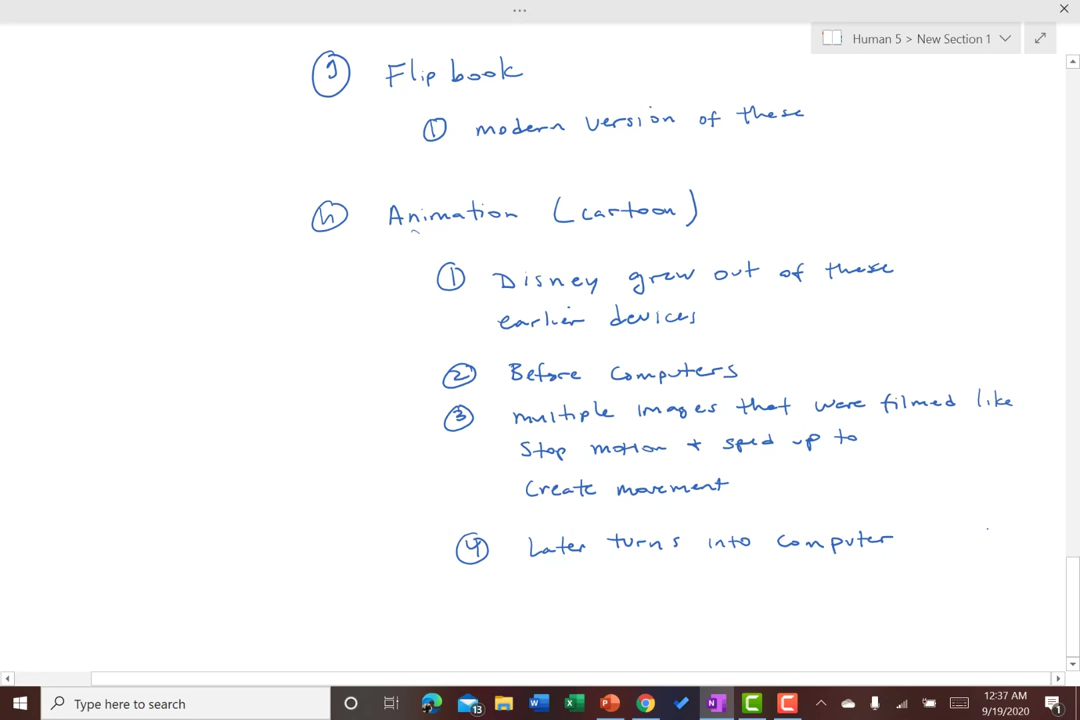 ...
Human 5 > New Section 1
g Flip book
1 modern version of these
h Animation (cartoon)
1 Disney grew out of these
earlier devices
2 Before computers
3 multiple images that were filmed like
Stop motion + sped up to
create movement
4 Later turns into computer
Type here to search
13
12:37 AM
9/19/2020
1